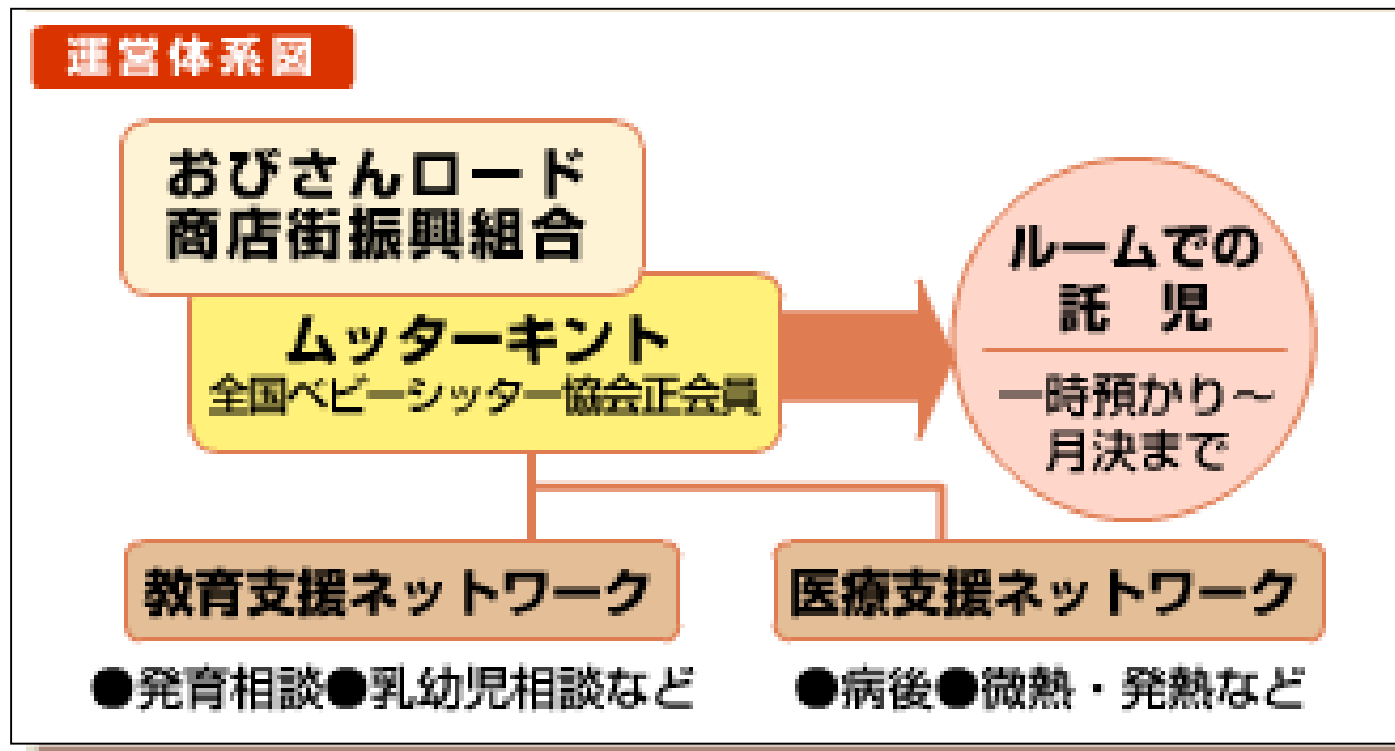 運営体系図
おびさんロード
商店街振興組合
ムッターキント
全国ベビーシッター協会正会員
ルームでの
託 児
一時預かり～
月決まで
教育支援ネットワーク
●発育相談●乳幼児相談など
医療支援ネットワーク
●病後●微熱・発熱など